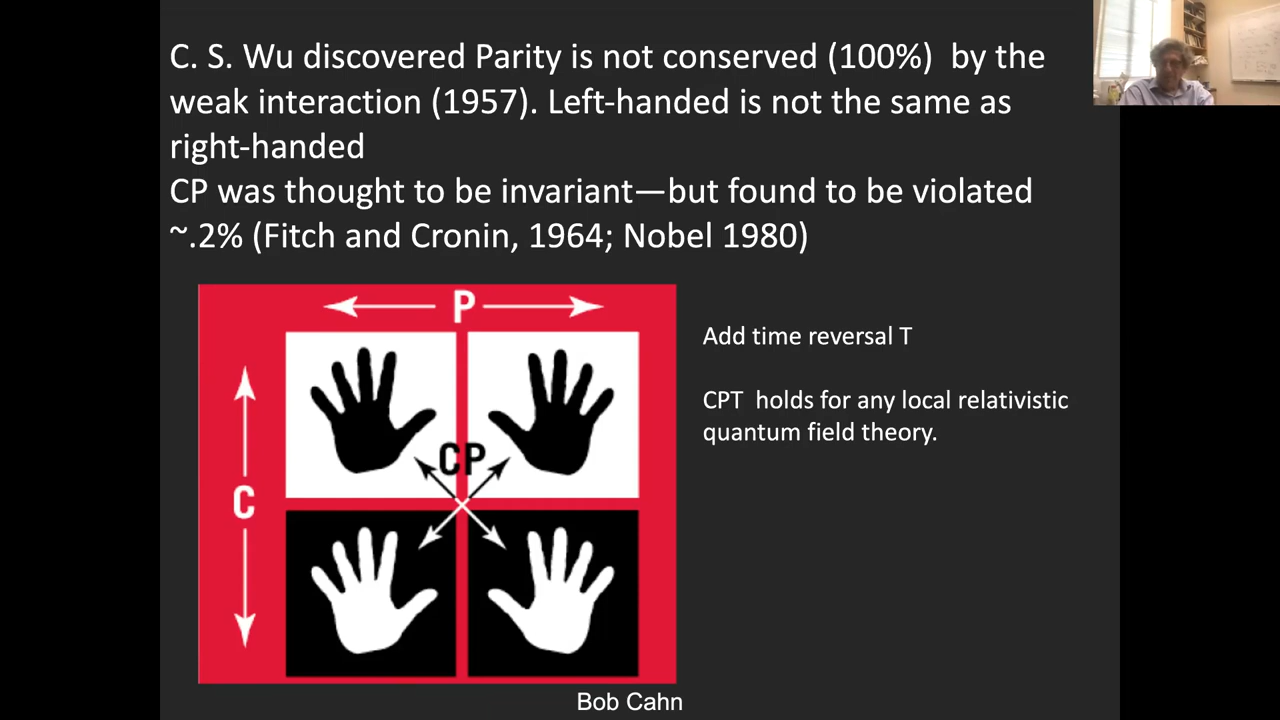 C. S. Wu discovered Parity is not conserved (100%)  by the
weak interaction (1957). Left-handed is not the same as
right-handed
CP was thought to be invariant—but found to be violated
~.2% (Fitch and Cronin, 1964; Nobel 1980)
P
C
CP
Add time reversal T
CPT  holds for any local relativistic
quantum field theory.
Bob Cahn